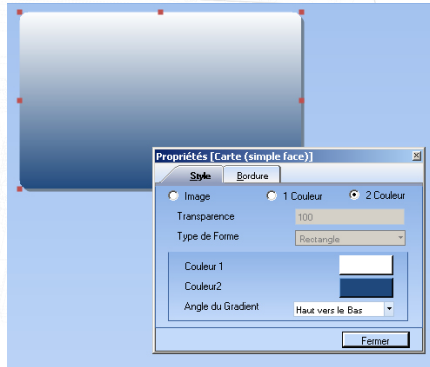 Propriétés [Carte (simple face)]
Style Bordure
Image 1 Couleur 2 Couleur
Transparence 100
Type de Forme Rectangle
Couleur 1
Couleur2
Angle du Gradient Haut vers le Bas
Fermer